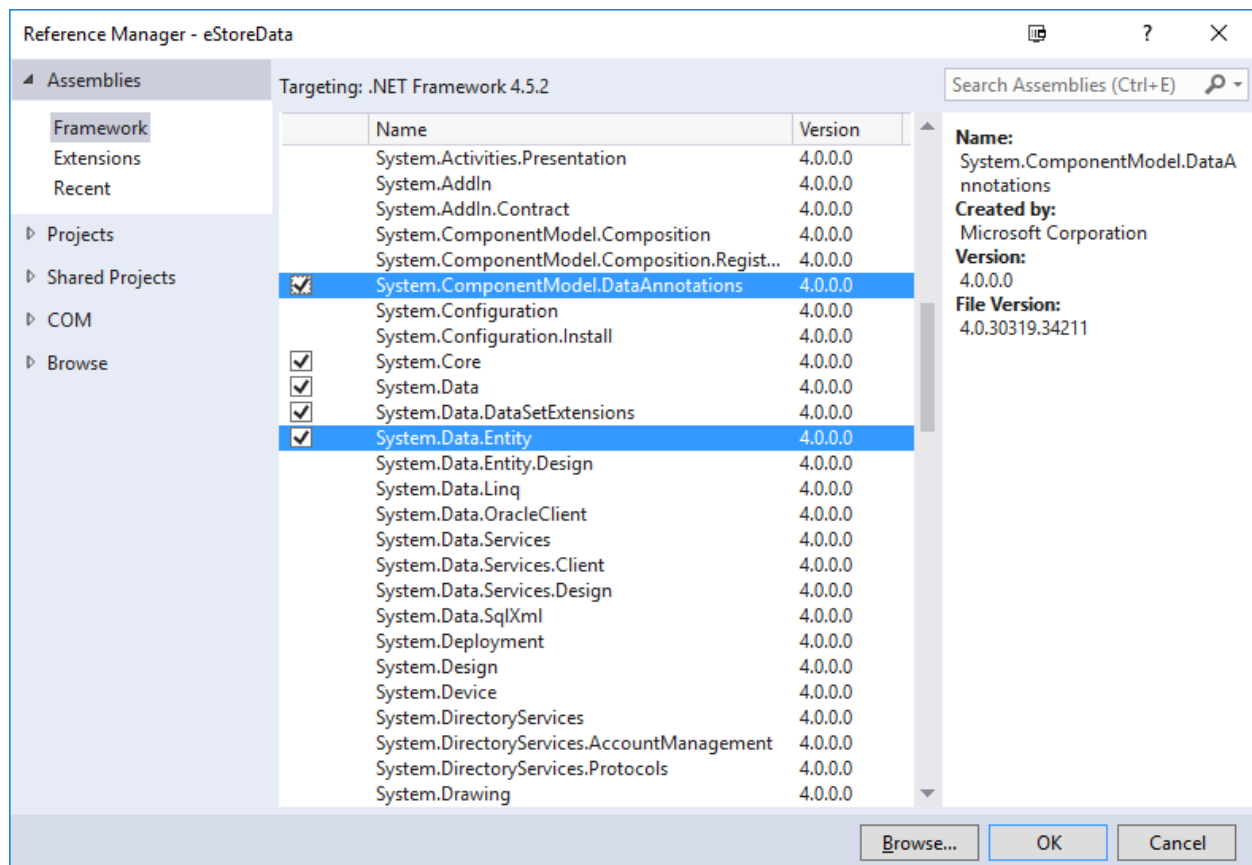 Reference Manager - eStoreData
?
Assemblies
Framework
Extensions
Recent
Projects
Shared Projects
COM
Browse
Targeting: .NET Framework 4.5.2
Name Version
System.Activities.Presentation 4.0.0.0
System.AddIn 4.0.0.0
System.AddIn.Contract 4.0.0.0
System.ComponentModel.Composition 4.0.0.0
System.ComponentModel.Composition.Regist... 4.0.0.0
System.ComponentModel.DataAnnotations 4.0.0.0
System.Configuration 4.0.0.0
System.Configuration.Install 4.0.0.0
System.Core 4.0.0.0
System.Data 4.0.0.0
System.Data.DataSetExtensions 4.0.0.0
System.Data.Entity 4.0.0.0
System.Data.Entity.Design 4.0.0.0
System.Data.Linq 4.0.0.0
System.Data.OracleClient 4.0.0.0
System.Data.Services 4.0.0.0
System.Data.Services.Client 4.0.0.0
System.Data.Services.Design 4.0.0.0
System.Data.SqlXml 4.0.0.0
System.Deployment 4.0.0.0
System.Design 4.0.0.0
System.Device 4.0.0.0
System.DirectoryServices 4.0.0.0
System.DirectoryServices.AccountManagement 4.0.0.0
System.DirectoryServices.Protocols 4.0.0.0
System.Drawing 4.0.0.0
Search Assemblies (Ctrl+E)
Name:
System.ComponentModel.DataA
nnotations
Created by:
Microsoft Corporation
Version:
4.0.0.0
File Version:
4.0.30319.34211
Browse... OK Cancel